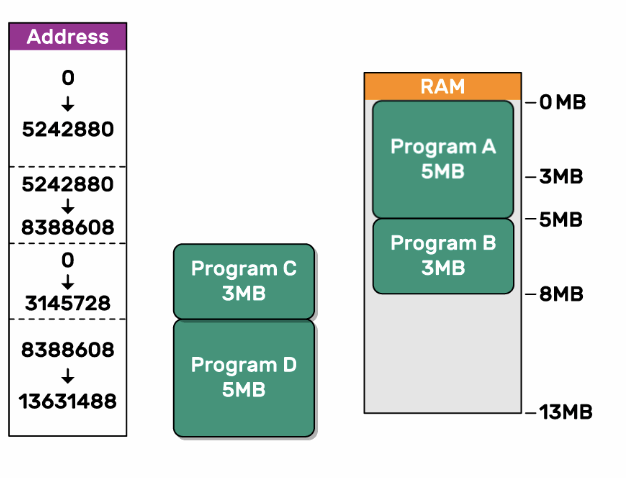 Address
0
↓
5242880
5242880
↓
8388608
0
↓
3145728
8388608
↓
13631488
Program C
3MB
Program D
5MB
RAM
Program A
5MB
Program B
3MB
0 MB
3MB
5MB
8MB
13MB